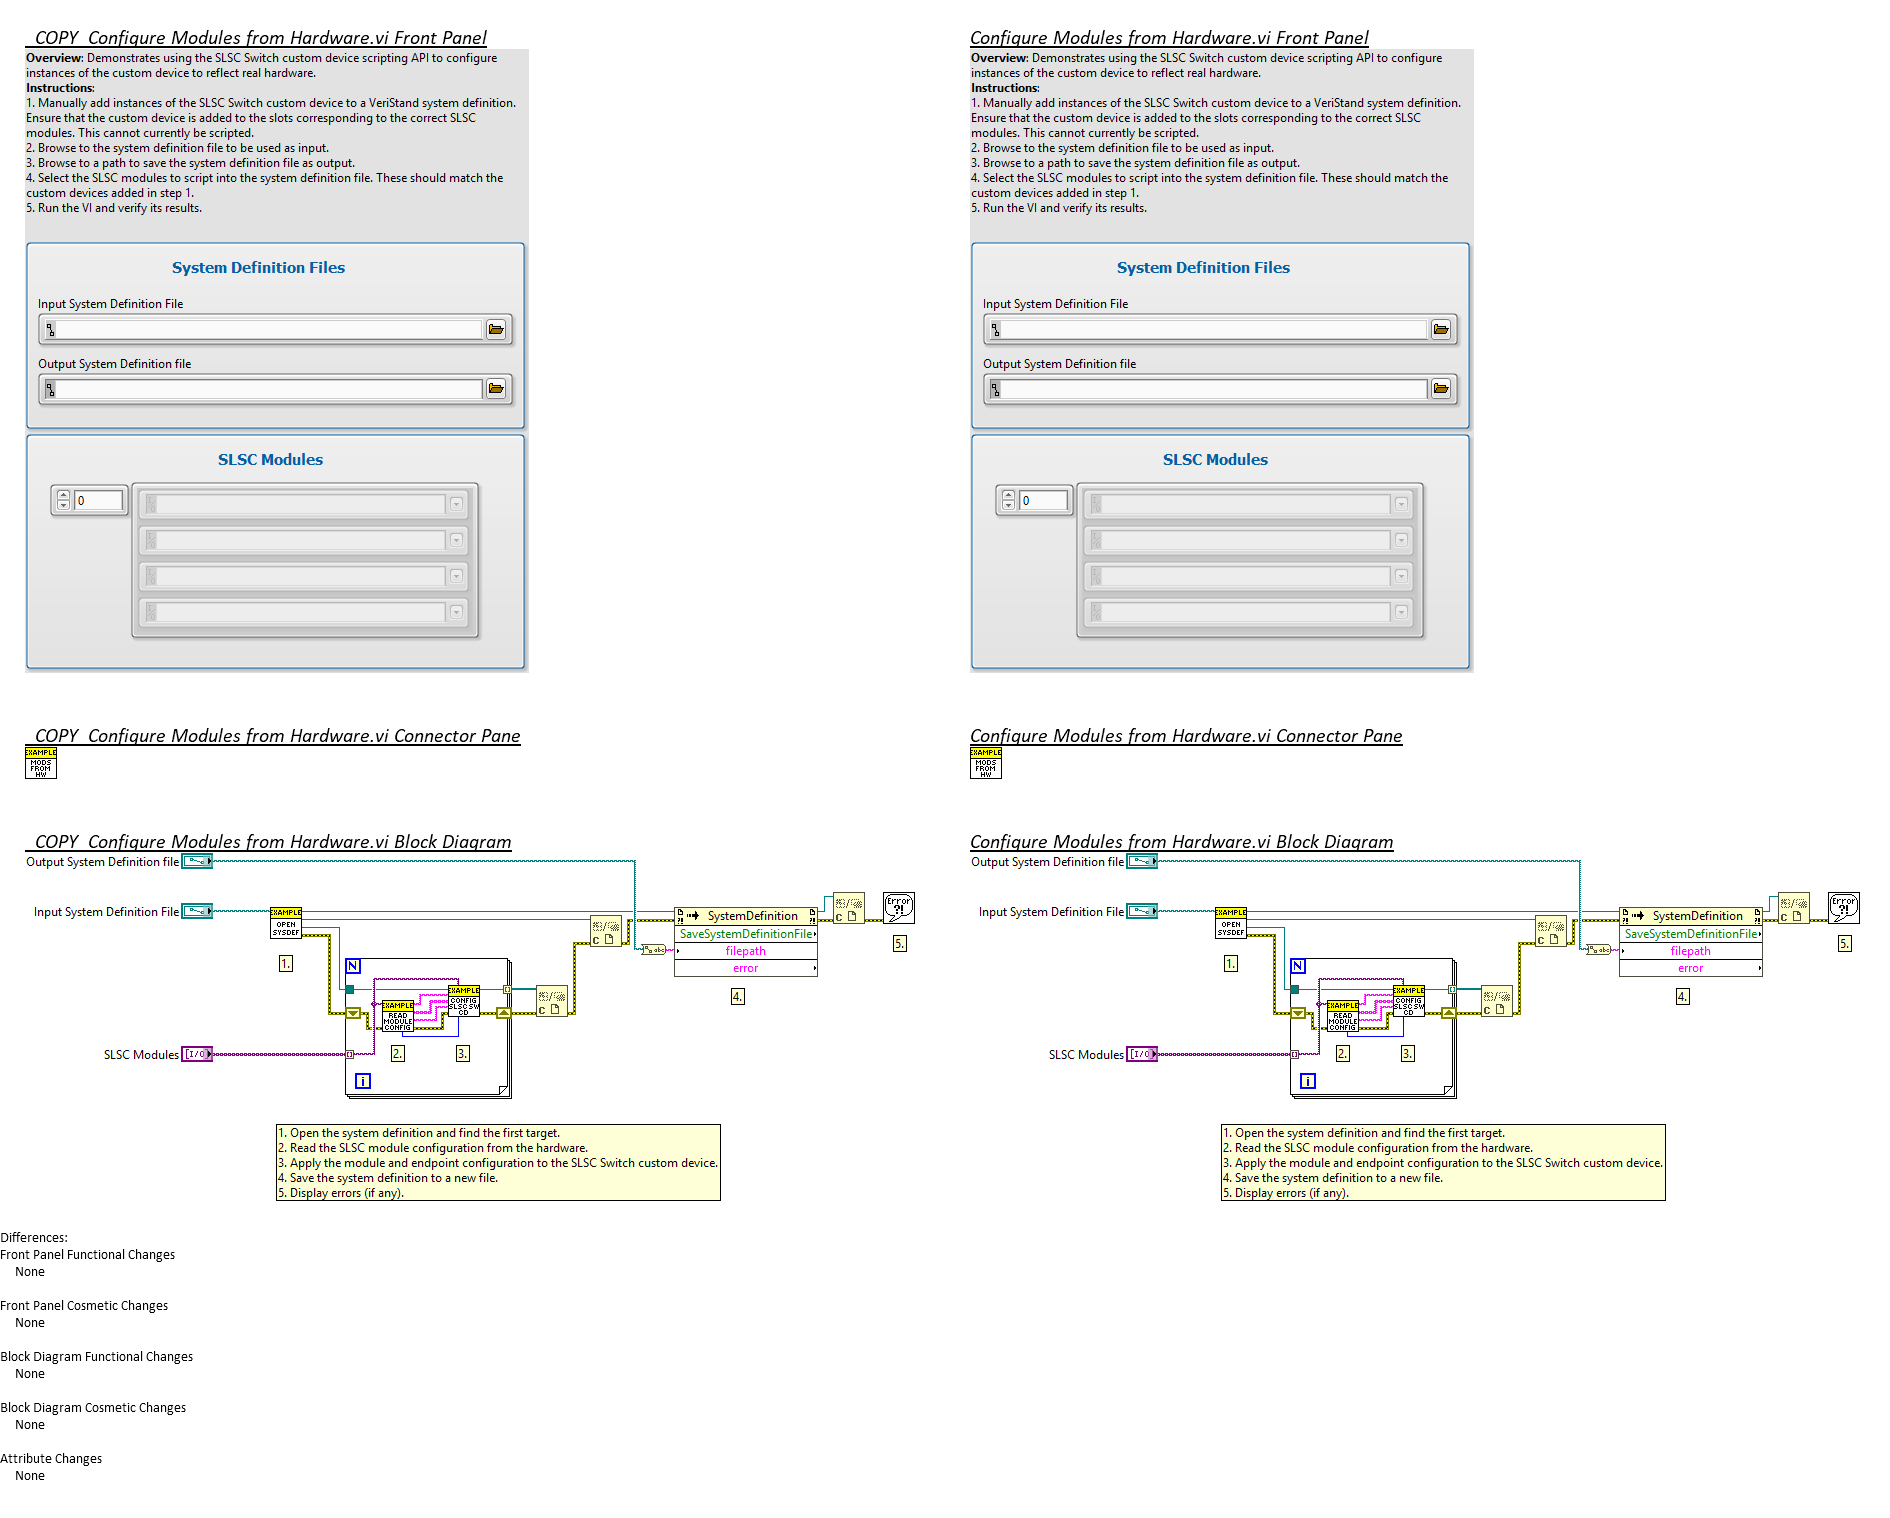 COPY  Configure Modules from Hardware.vi Front Panel
Overview: Demonstrates using the SLSC Switch custom device scripting API to configure
instances of the custom device to reflect real hardware.
Instructions:
1. Manually add instances of the SLSC Switch custom device to a VeriStand system definition.
Ensure that the custom device is added to the slots corresponding to the correct SLSC
modules. This cannot currently be scripted.
2. Browse to the system definition file to be used as input.
3. Browse to a path to save the system definition file as output.
4. Select the SLSC modules to script into the system definition file. These should match the
custom devices added in step 1.
5. Run the VI and verify its results.
System Definition Files
Input System Definition File
Output System Definition file
SLSC Modules
0
COPY  Configure Modules from Hardware.vi Connector Pane
EXAMPLE
MODS
FROM
HW
COPY  Configure Modules from Hardware.vi Block Diagram
Output System Definition file
Input System Definition File
EXAMPLE
OPEN
SYSDEF
1.
N
EXAMPLE
READ
MODULE
CONFIG
2.
EXAMPLE
CONFIG
SLSC SW
CD
3.
SLSC Modules
[I/O]
i
C
C
abc
SystemDefinition
SaveSystemDefinitionFile
filepath
error
4.
C
Error
?!
5.
1. Open the system definition and find the first target.
2. Read the SLSC module configuration from the hardware.
3. Apply the module and endpoint configuration to the SLSC Switch custom device.
4. Save the system definition to a new file.
5. Display errors (if any).
Configure Modules from Hardware.vi Front Panel
Overview: Demonstrates using the SLSC Switch custom device scripting API to configure
instances of the custom device to reflect real hardware.
Instructions:
1. Manually add instances of the SLSC Switch custom device to a VeriStand system definition.
Ensure that the custom device is added to the slots corresponding to the correct SLSC
modules. This cannot currently be scripted.
2. Browse to the system definition file to be used as input.
3. Browse to a path to save the system definition file as output.
4. Select the SLSC modules to script into the system definition file. These should match the
custom devices added in step 1.
5. Run the VI and verify its results.
System Definition Files
Input System Definition File
Output System Definition file
SLSC Modules
0
Configure Modules from Hardware.vi Connector Pane
EXAMPLE
MODS
FROM
HW
Configure Modules from Hardware.vi Block Diagram
Output System Definition file
Input System Definition File
EXAMPLE
OPEN
SYSDEF
1.
N
EXAMPLE
READ
MODULE
CONFIG
2.
EXAMPLE
CONFIG
SLSC SW
CD
3.
SLSC Modules
[I/O]
i
C
C
abc
SystemDefinition
SaveSystemDefinitionFile
filepath
error
4.
C
Error
?!
5.
1. Open the system definition and find the first target.
2. Read the SLSC module configuration from the hardware.
3. Apply the module and endpoint configuration to the SLSC Switch custom device.
4. Save the system definition to a new file.
5. Display errors (if any).
Differences:
Front Panel Functional Changes
None
Front Panel Cosmetic Changes
None
Block Diagram Functional Changes
None
Block Diagram Cosmetic Changes
None
Attribute Changes
None